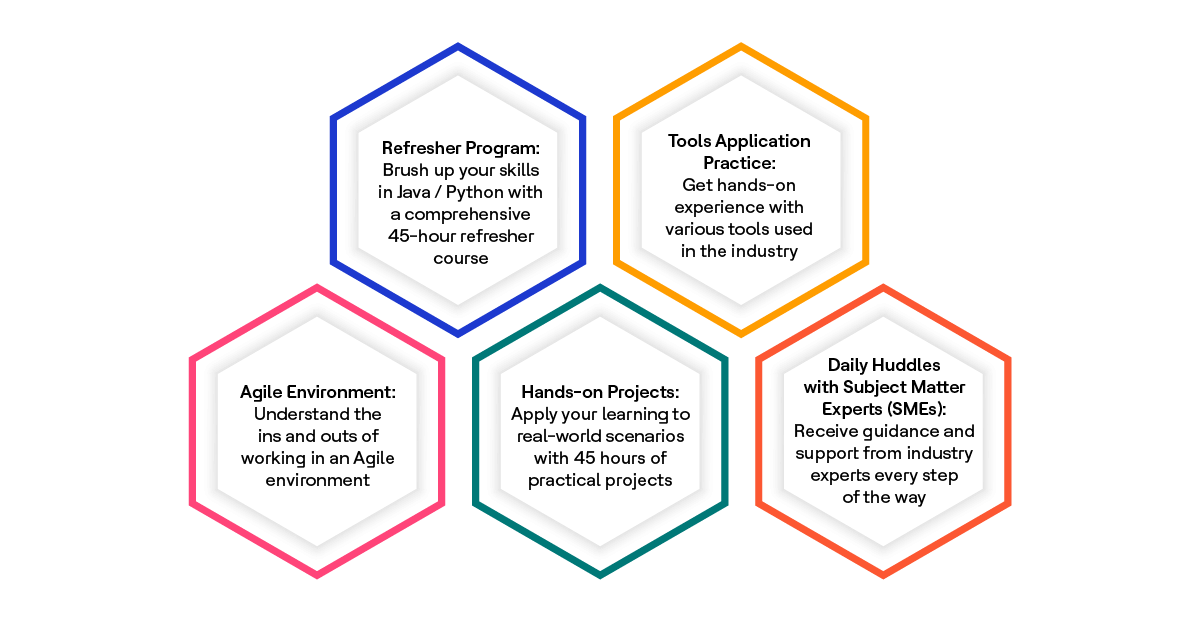 Refresher Program:
Brush up your skills
in Java / Python with
a comprehensive
45-hour refresher
course
Tools Application
Practice:
Get hands-on
experience with
various tools used
in the industry
Agile Environment:
Understand the
ins and outs of
working in an Agile
environment
Hands-on Projects:
Apply your learning to
real-world scenarios
with 45 hours of
practical projects
Daily Huddles
with Subject Matter
Experts (SMEs):
Receive guidance and
support from industry
experts every step
of the way